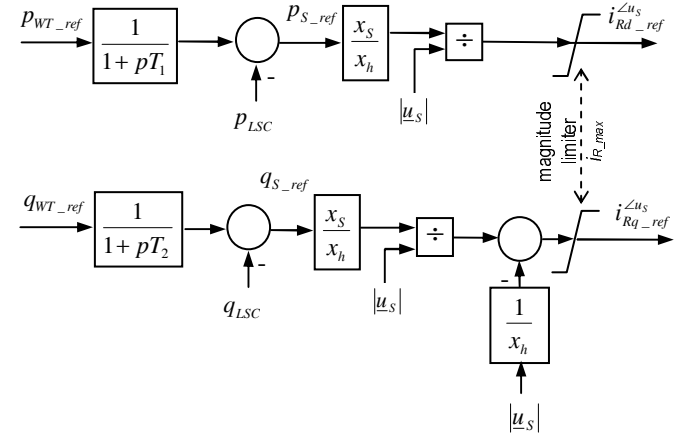 p_WT_ref
1
1 + pT_1
p_S_ref
-
p_LSC
x_S
x_h
÷
|u_S|
i_Rd_ref^∠u_S
magnitude
limiter
i_R_max
q_WT_ref
1
1 + pT_2
q_S_ref
-
q_LSC
x_S
x_h
÷
|u_S|
-
1
x_h
|u_S|
i_Rq_ref^∠u_S